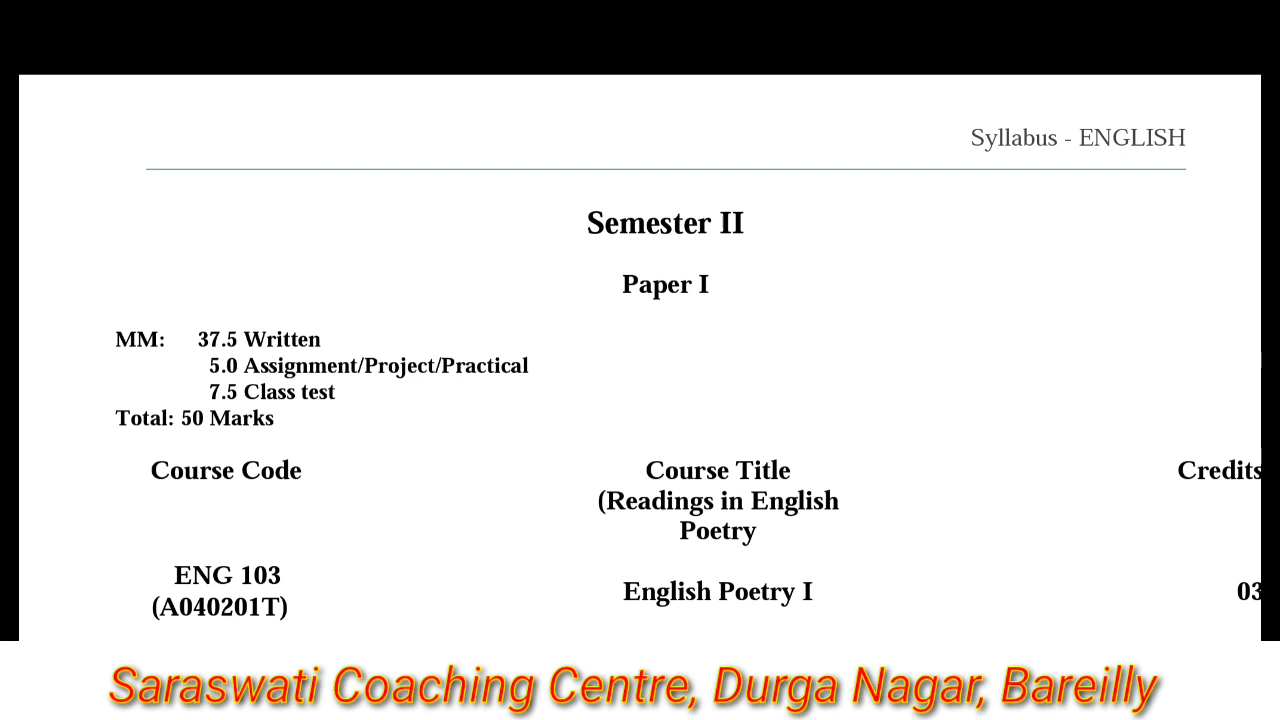 Syllabus - ENGLISH
Semester II
Paper I
MM: 37.5 Written
5.0 Assignment/Project/Practical
7.5 Class test
Total: 50 Marks
Course Code Course Title Credits
(Readings in English
Poetry
ENG 103
(A040201T) English Poetry I 03
Saraswati Coaching Centre, Durga Nagar, Bareilly